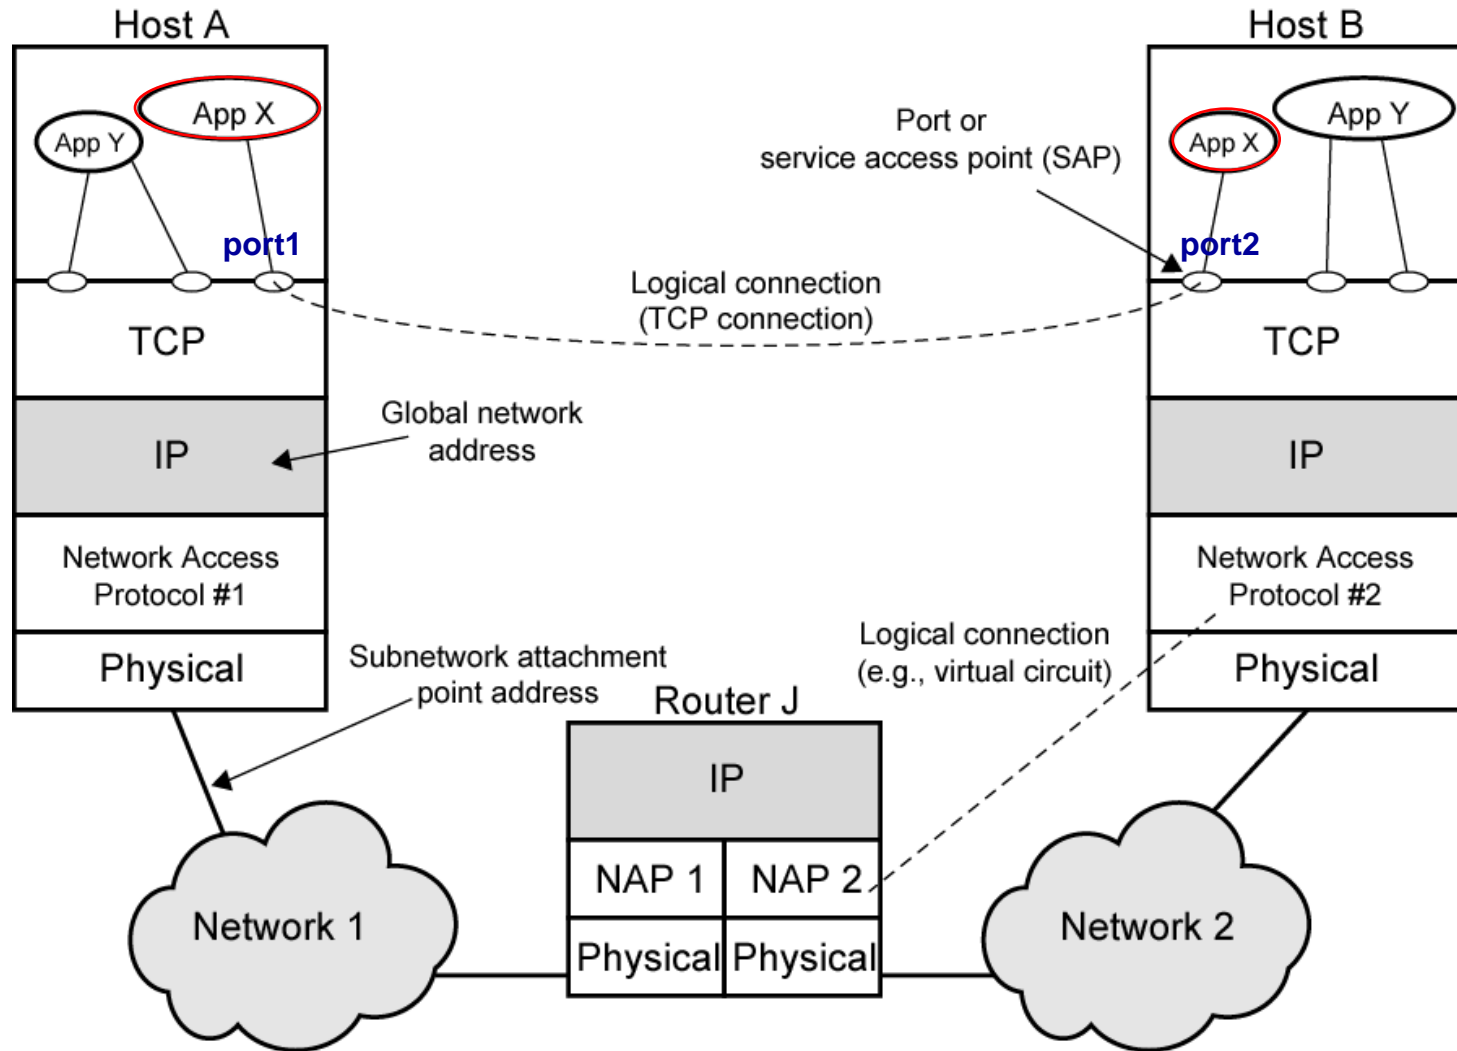 Host A
Host B
App X
App Y
port1
Port or
service access point (SAP)
App Y
App X
port2
Logical connection
(TCP connection)
TCP
TCP
Global network
address
IP
IP
Network Access
Protocol #1
Network Access
Protocol #2
Physical
Physical
Subnetwork attachment
point address
Logical connection
(e.g., virtual circuit)
Router J
IP
NAP 1
NAP 2
Physical
Physical
Network 1
Network 2